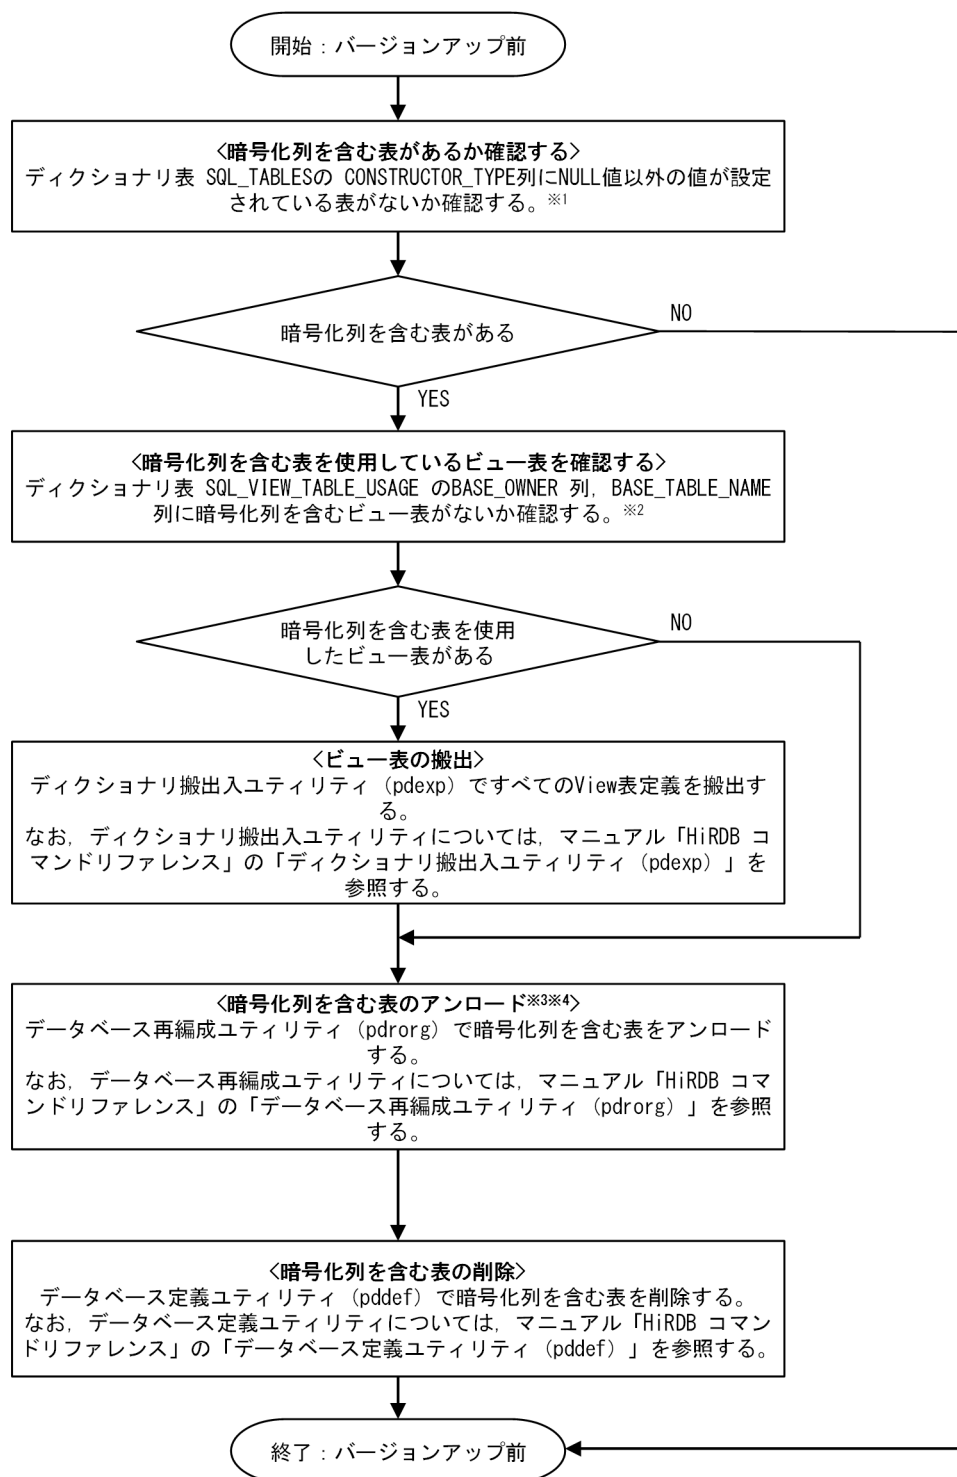 開始：バージョンアップ前
<暗号化列を含む表があるか確認する>
ディクショナリ表 SQL_TABLESの CONSTRUCTOR_TYPE列にNULL値以外の値が設定
されている表がないか確認する。※1
暗号化列を含む表がある
NO
YES
<暗号化列を含む表を使用しているビュー表を確認する>
ディクショナリ表 SQL_VIEW_TABLE_USAGE のBASE_OWNER 列，BASE_TABLE_NAME
列に暗号化列を含むビュー表がないか確認する。※2
暗号化列を含む表を使用
したビュー表がある
NO
YES
<ビュー表の搬出>
ディクショナリ搬出入ユティリティ（pdexp）ですべてのView表定義を搬出す
る。
なお，ディクショナリ搬出入ユティリティについては，マニュアル「HiRDB コ
マンドリファレンス」の「ディクショナリ搬出入ユティリティ（pdexp）」を
参照する。
<暗号化列を含む表のアンロード※3※4>
データベース再編成ユティリティ（pdrorg）で暗号化列を含む表をアンロード
する。
なお，データベース再編成ユティリティについては，マニュアル「HiRDB コマ
ンドリファレンス」の「データベース再編成ユティリティ（pdrorg）」を参照
する。
<暗号化列を含む表の削除>
データベース定義ユティリティ（pddef）で暗号化列を含む表を削除する。
なお，データベース定義ユティリティについては，マニュアル「HiRDB コマン
ドリファレンス」の「データベース定義ユティリティ（pddef）」を参照する。
終了：バージョンアップ前